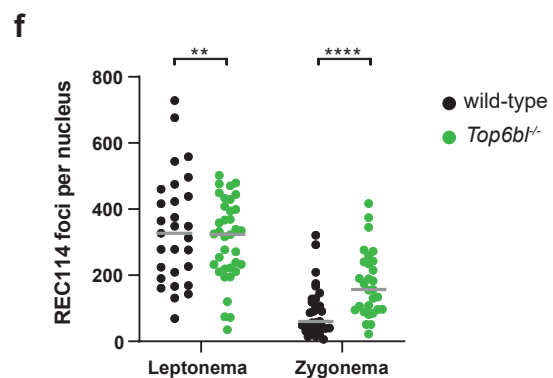 f
** ****
800
600
400
200
0
REC114 foci per nucleus
Leptonema Zygonema
wild-type
Top6bl-/-